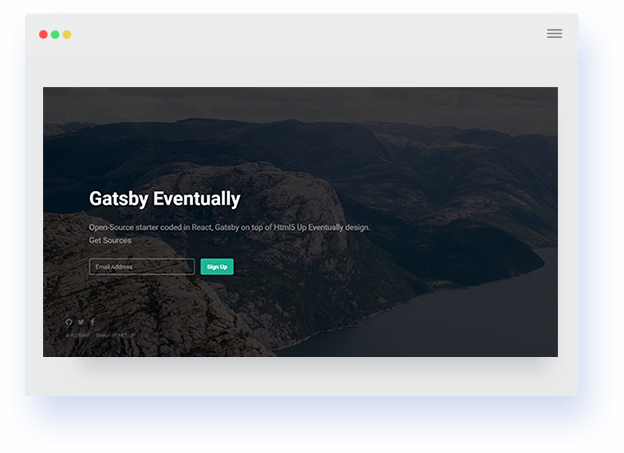 Gatsby Eventually
Open-Source starter coded in React, Gatsby on top of Html5 Up Eventually design.
Get Sources
Email Address
Sign Up